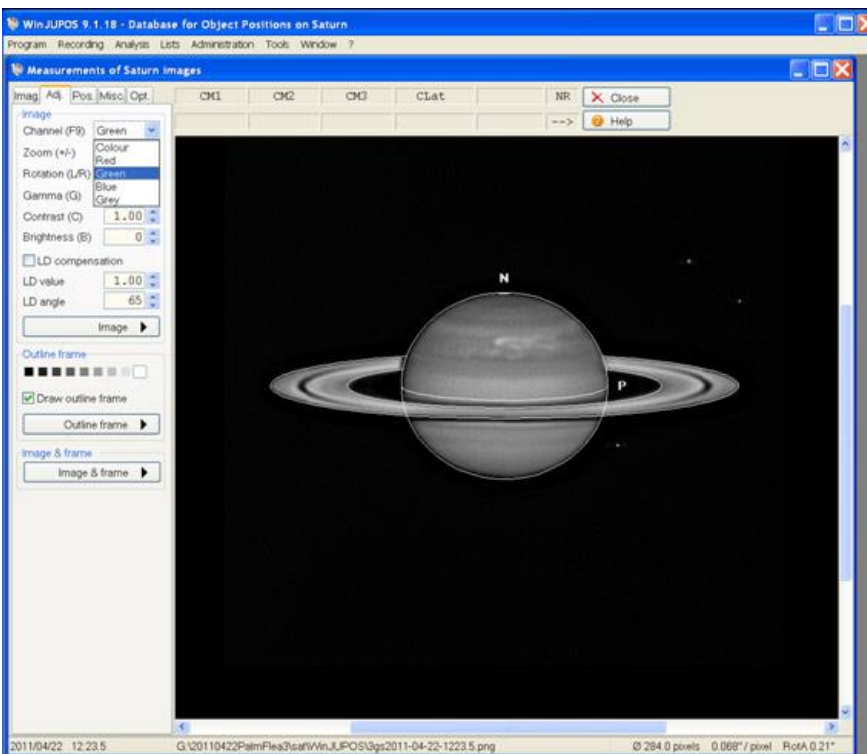 WinJUPOS 9.1.18 - Database for Object Positions on Saturn
Program Recording Analysis Lists Administration Tools Window ?
Measurements of Saturn images
Imag. Adj. Pos. Misc. Opt.
CM1 CM2 CM3 CLat NR Close
--> Help
Image
Channel (F9) Green
Colour
Red
Green
Blue
Grey
Zoom (+/-)
Rotation (L/R)
Gamma (G)
Contrast (C) 1.00
Brightness (B) 0
LD compensation
LD value 1.00
LD angle 65
Image
Outline frame
Draw outline frame
Outline frame
Image & frame
Image & frame
N
P
2011/04/22 12:23.5 G:\20110422PalmFlea3\sat\WinJUPOS\3gs2011-04-22-1223.5.png Ø 284.0 pixels 0.068"/ pixel RotA 0.21°